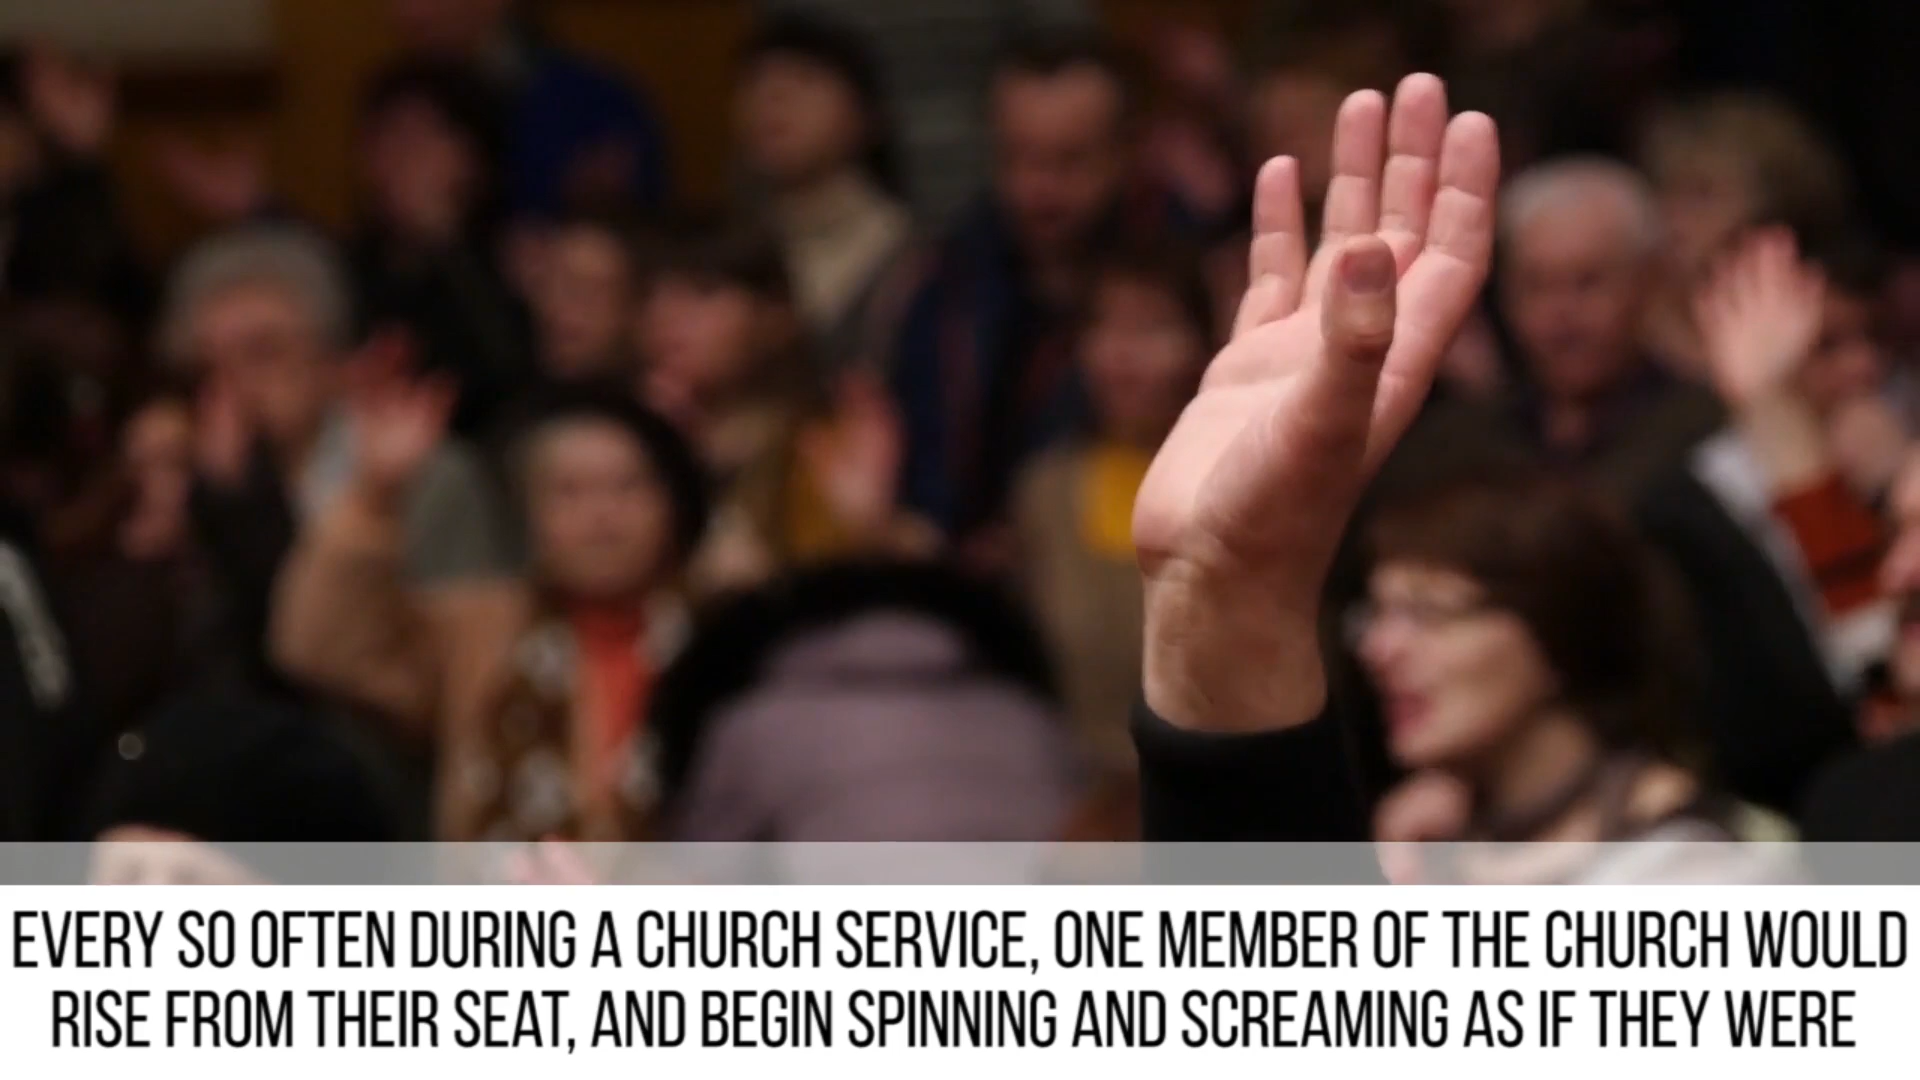 EVERY SO OFTEN DURING A CHURCH SERVICE, ONE MEMBER OF THE CHURCH WOULD
RISE FROM THEIR SEAT, AND BEGIN SPINNING AND SCREAMING AS IF THEY WERE